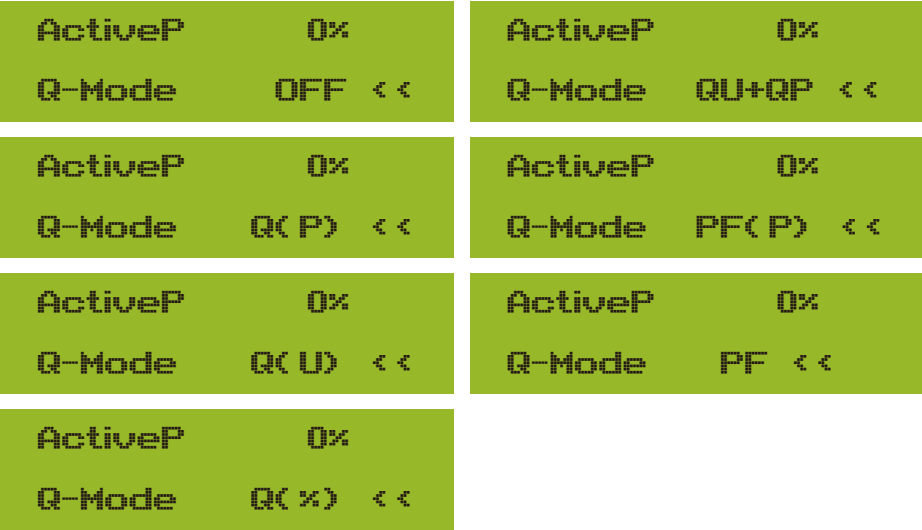 ActiveP 0%
Q-Mode OFF <<
ActiveP 0%
Q-Mode QU+QP <<
ActiveP 0%
Q-Mode Q(P) <<
ActiveP 0%
Q-Mode PF(P) <<
ActiveP 0%
Q-Mode Q(U) <<
ActiveP 0%
Q-Mode PF <<
ActiveP 0%
Q-Mode Q(%) <<